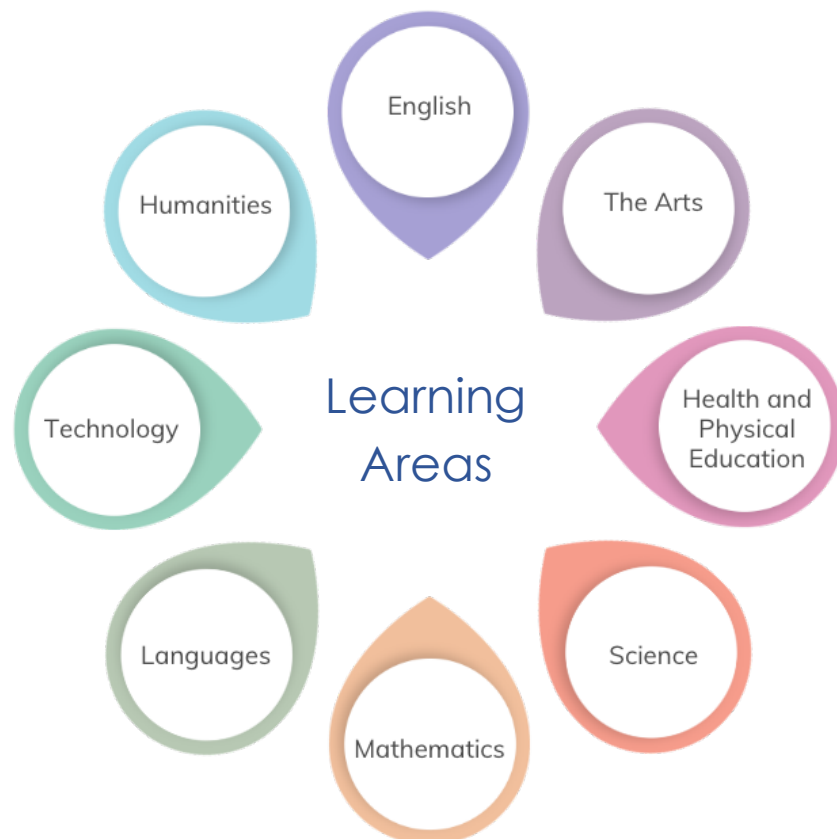 English
The Arts
Humanities
Learning
Areas
Health and
Physical
Education
Technology
Languages
Science
Mathematics